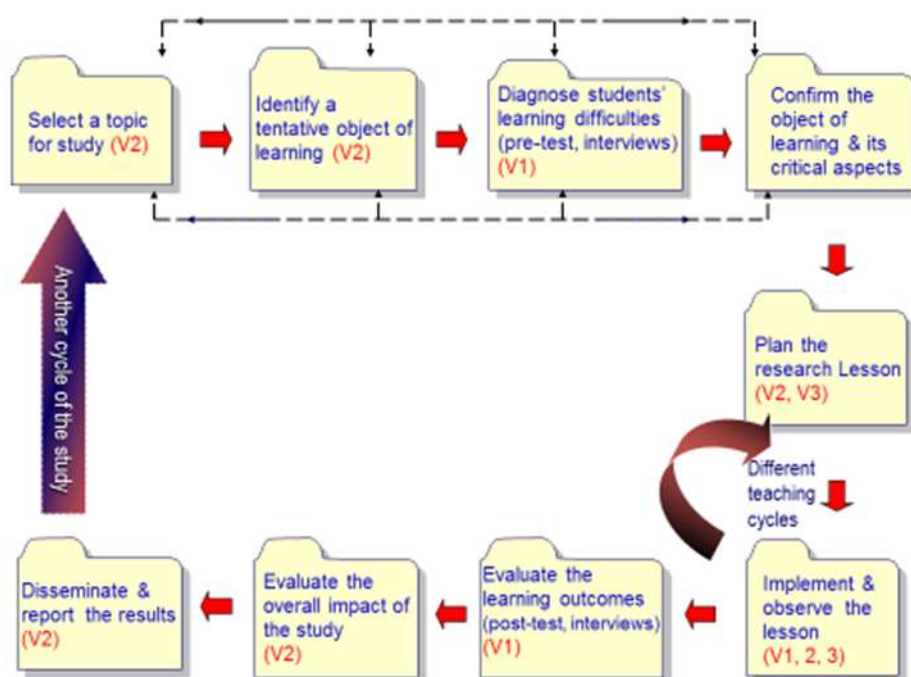 Select a topic
for study (V2)
Identify a
tentative object of
learning (V2)
Diagnose students'
learning difficulties
(pre-test, interviews)
(V1)
Confirm the
object of
learning & its
critical aspects
Plan the
research Lesson
(V2, V3)
Different
teaching
cycles
Implement &
observe the
lesson
(V1, 2, 3)
Evaluate the
learning outcomes
(post-test, interviews)
(V1)
Evaluate the
overall impact of
the study
(V2)
Disseminate &
report the results
(V2)
Another cycle of the study